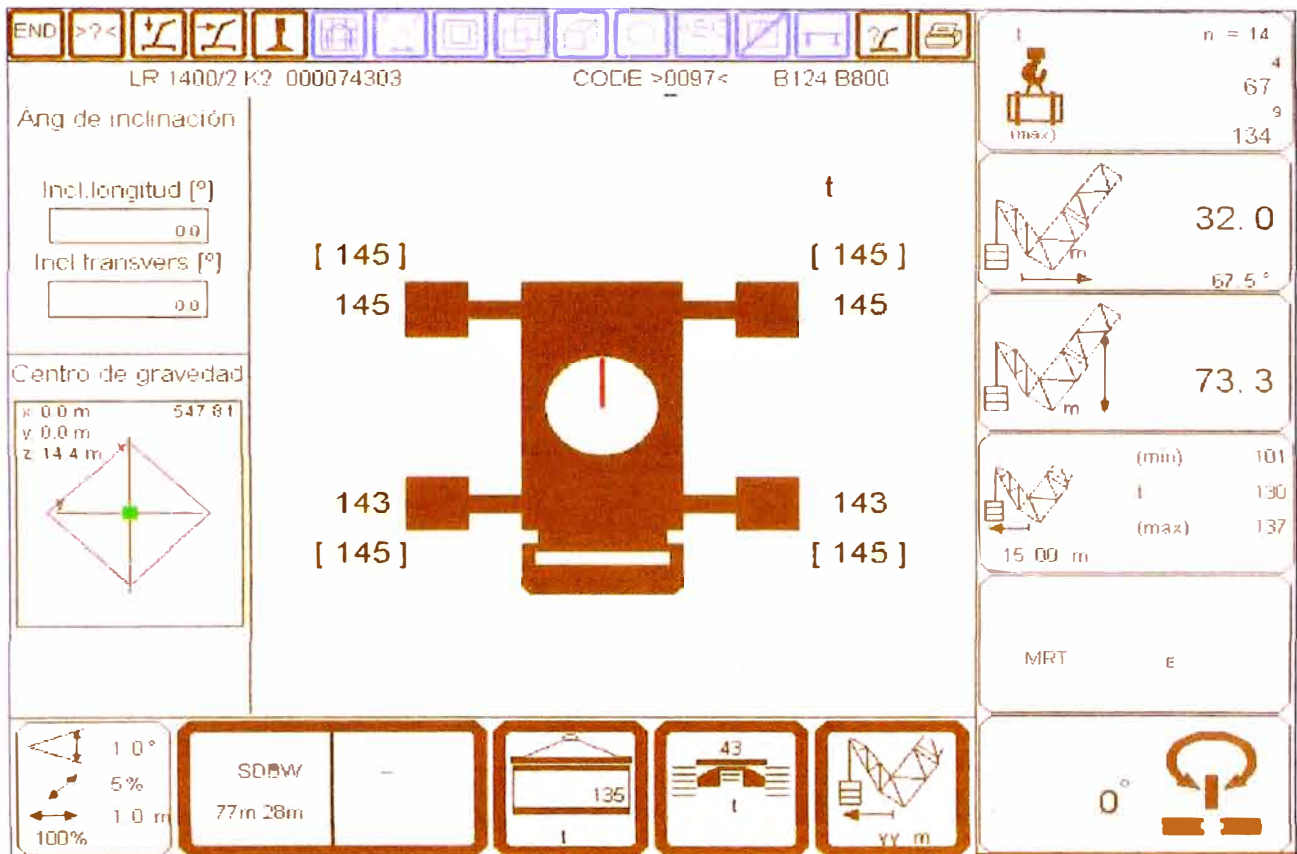 END >?< ?
LR 1400/2 K2 000074303 CODE >0097< B124 B800
Áng de inclinación
Incl.longitud [°]
0.0
Incl transvers [°]
0.0
Centro de gravedad
x: 0.0 m 547.8 t
y: 0.0 m
z: 14.4 m
x
y
t
[ 145 ] [ 145 ]
145 145
143 143
[ 145 ] [ 145 ]
t n = 14
4
67
9
(max) 134
32. 0
m
67.5 °
73. 3
m
(min) 101
t 130
(max) 137
15 00 m
MRT E
0°
1 0°
5%
1 0 m
100%
SDBW –
77m 28m
135
t
43
t
YY m